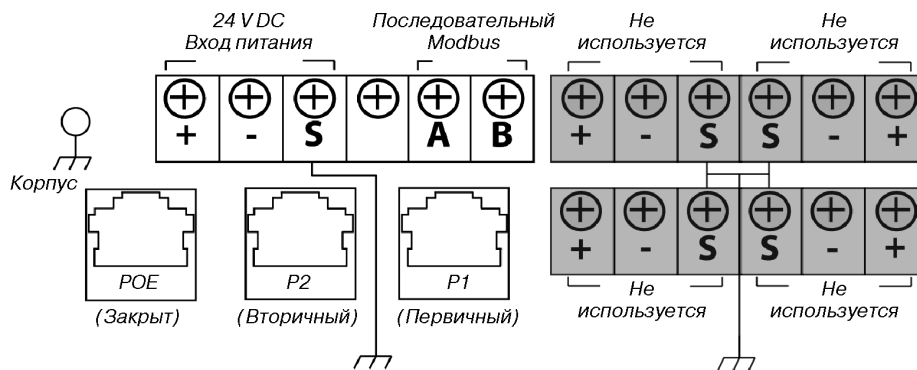 24 V DC
Вход питания
Последовательный
Modbus
Не
используется
Не
используется
+ - S A B
+ - S S - +
Корпус
+ - S S - +
POE
P2
P1
(Закрыт)
(Вторичный)
(Первичный)
Не
используется
Не
используется